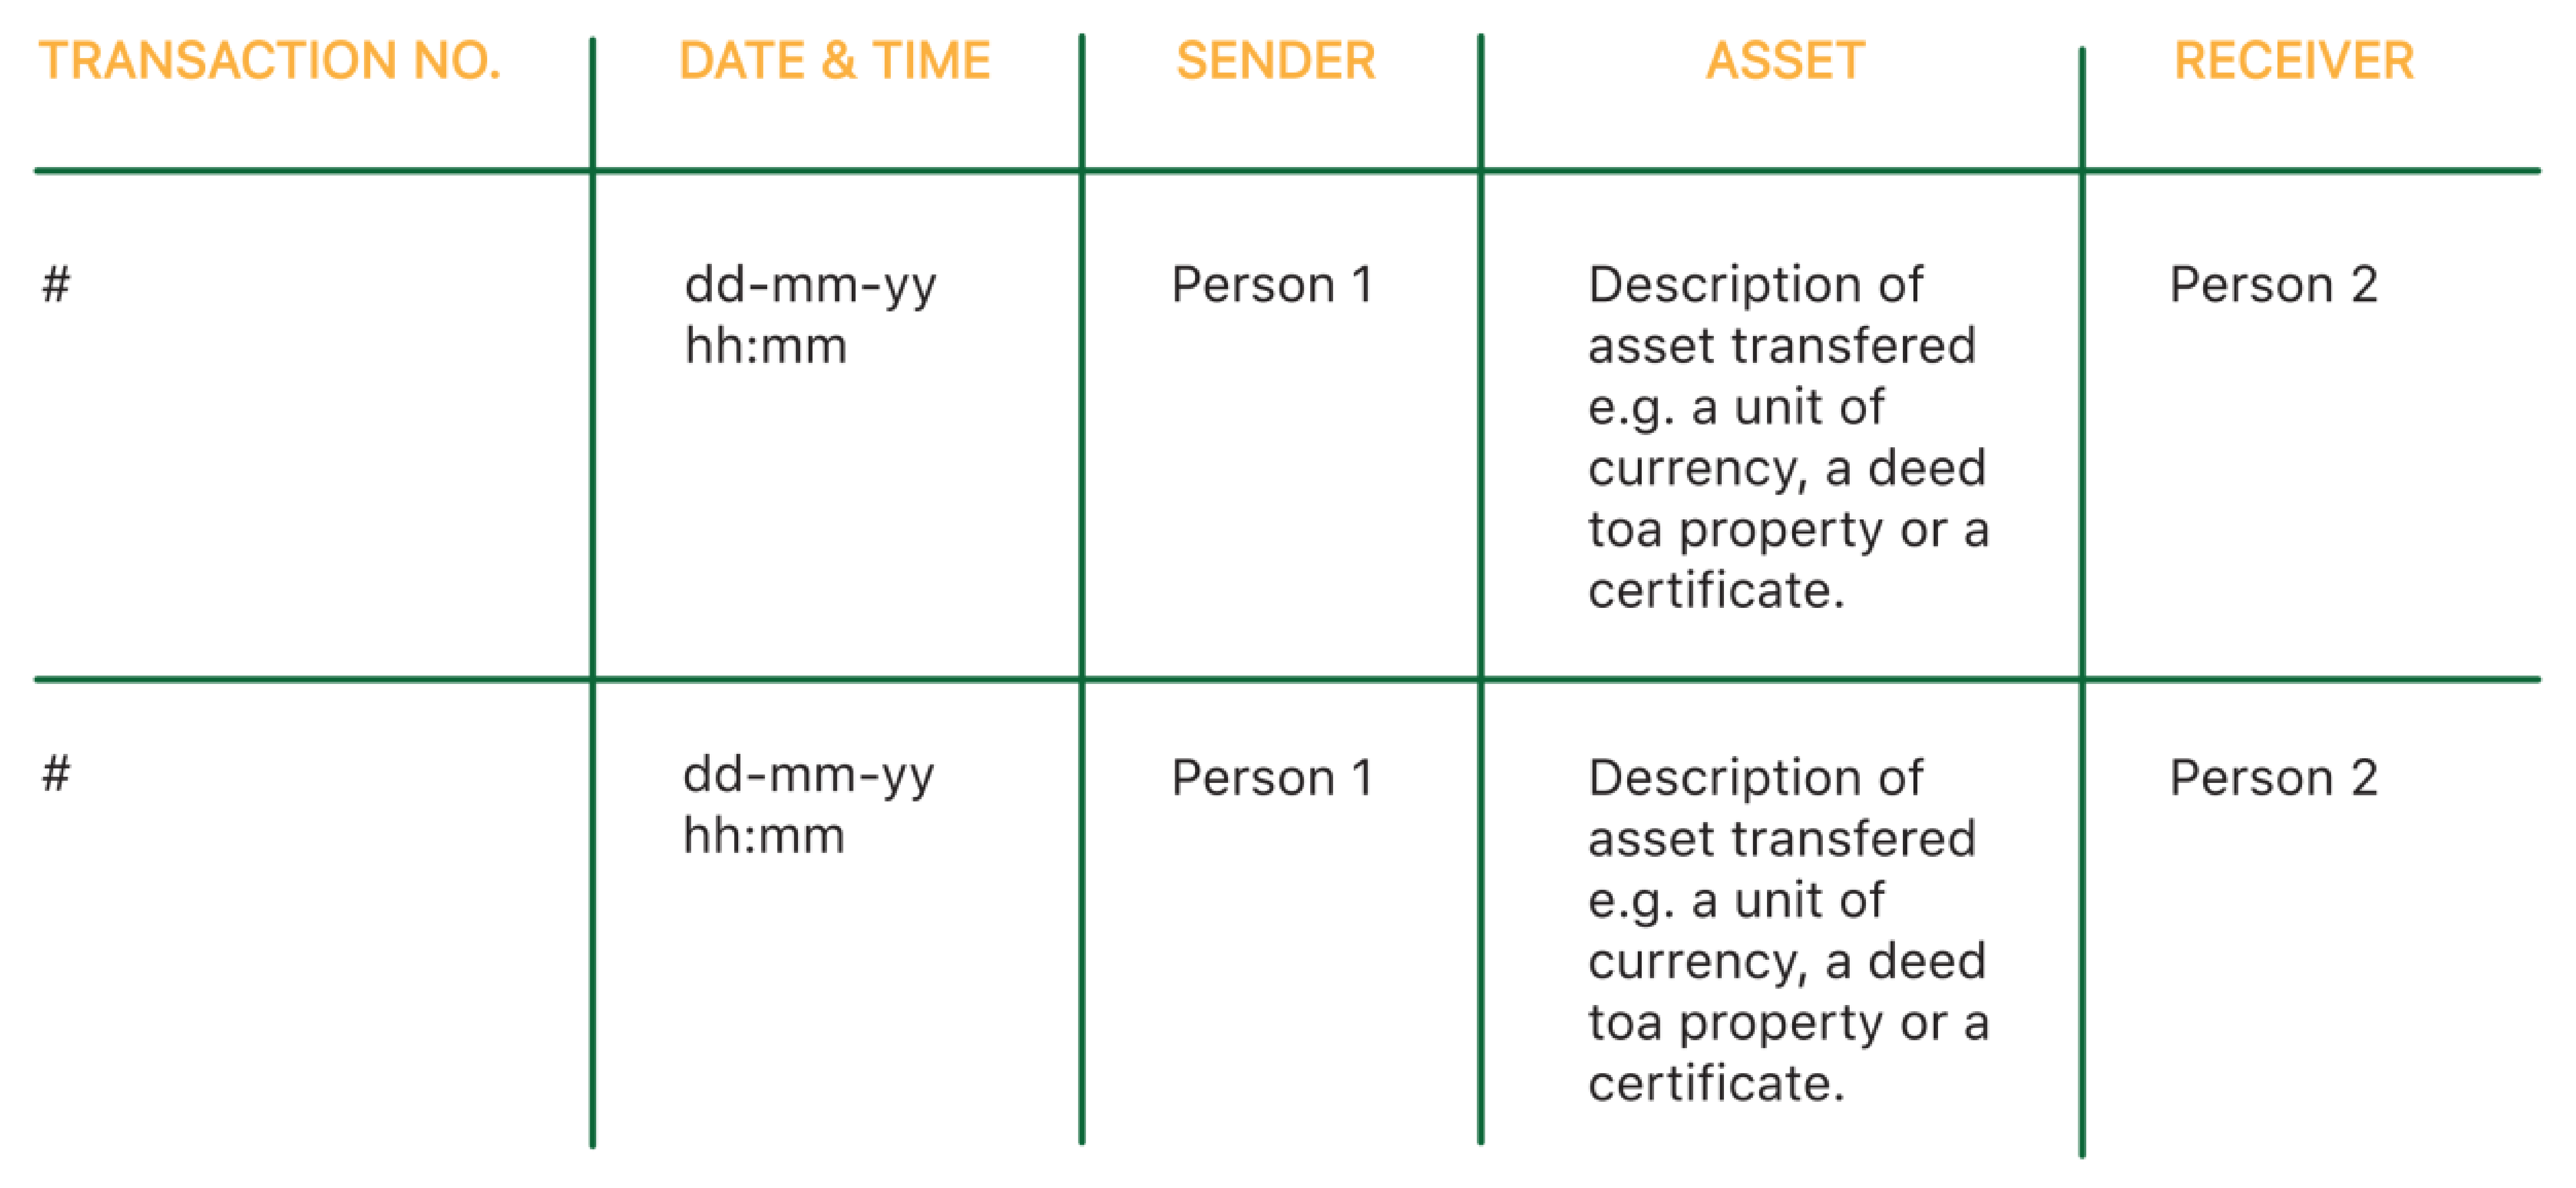 TRANSACTION NO. DATE & TIME SENDER ASSET RECEIVER
# dd-mm-yy Person 1 Description of Person 2
hh:mm asset transfered
e.g. a unit of
currency, a deed
toa property or a
certificate.
# dd-mm-yy Person 1 Description of Person 2
hh:mm asset transfered
e.g. a unit of
currency, a deed
toa property or a
certificate.